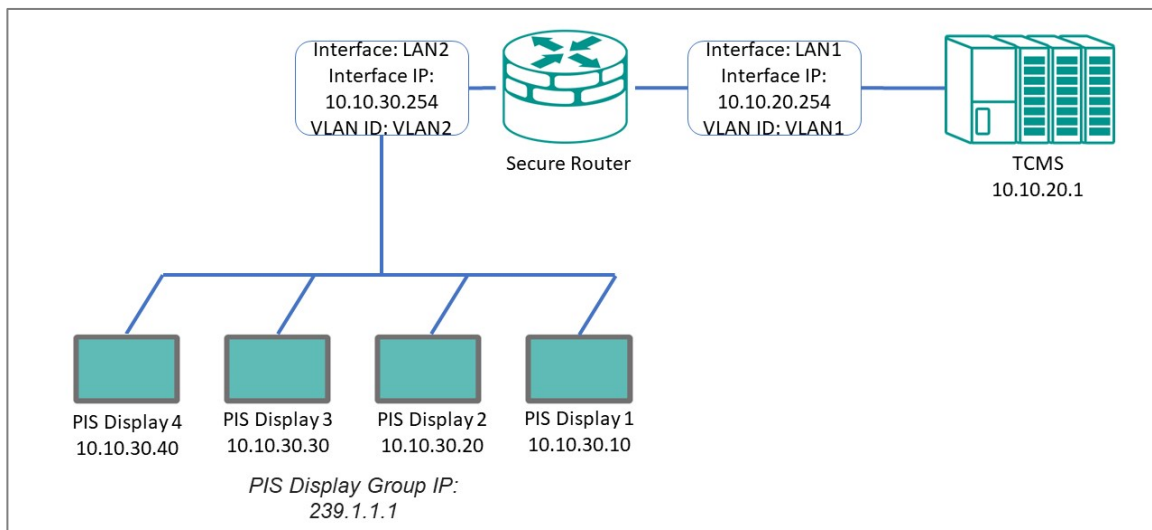 Interface: LAN2
Interface IP:
10.10.30.254
VLAN ID: VLAN2
Secure Router
Interface: LAN1
Interface IP:
10.10.20.254
VLAN ID: VLAN1
TCMS
10.10.20.1
PIS Display 4
10.10.30.40
PIS Display 3
10.10.30.30
PIS Display 2
10.10.30.20
PIS Display 1
10.10.30.10
PIS Display Group IP:
239.1.1.1